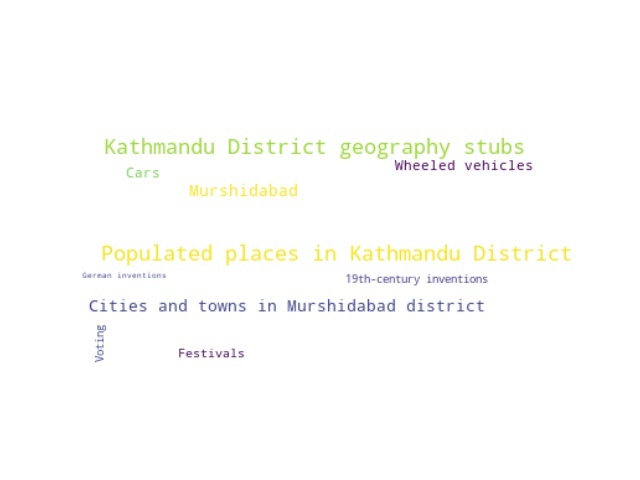 Kathmandu District geography stubs
Wheeled vehicles
Cars
Murshidabad
Populated places in Kathmandu District
German inventions
19th-century inventions
Cities and towns in Murshidabad district
Voting
Festivals